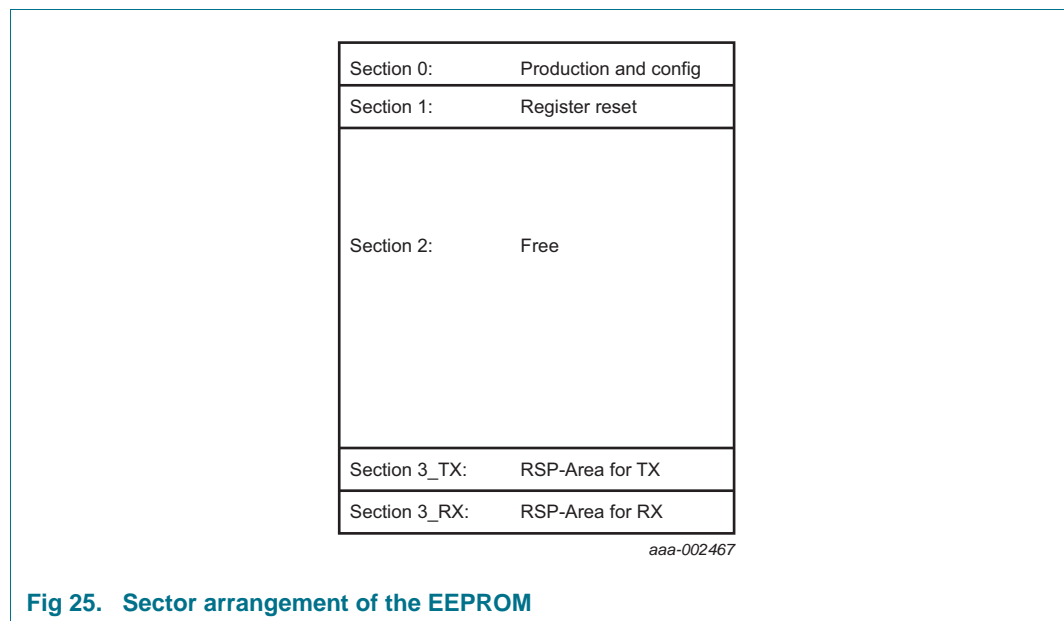 Section 0: Production and config
Section 1: Register reset
Section 2: Free
Section 3_TX: RSP-Area for TX
Section 3_RX: RSP-Area for RX
aaa-002467
Fig 25. Sector arrangement of the EEPROM